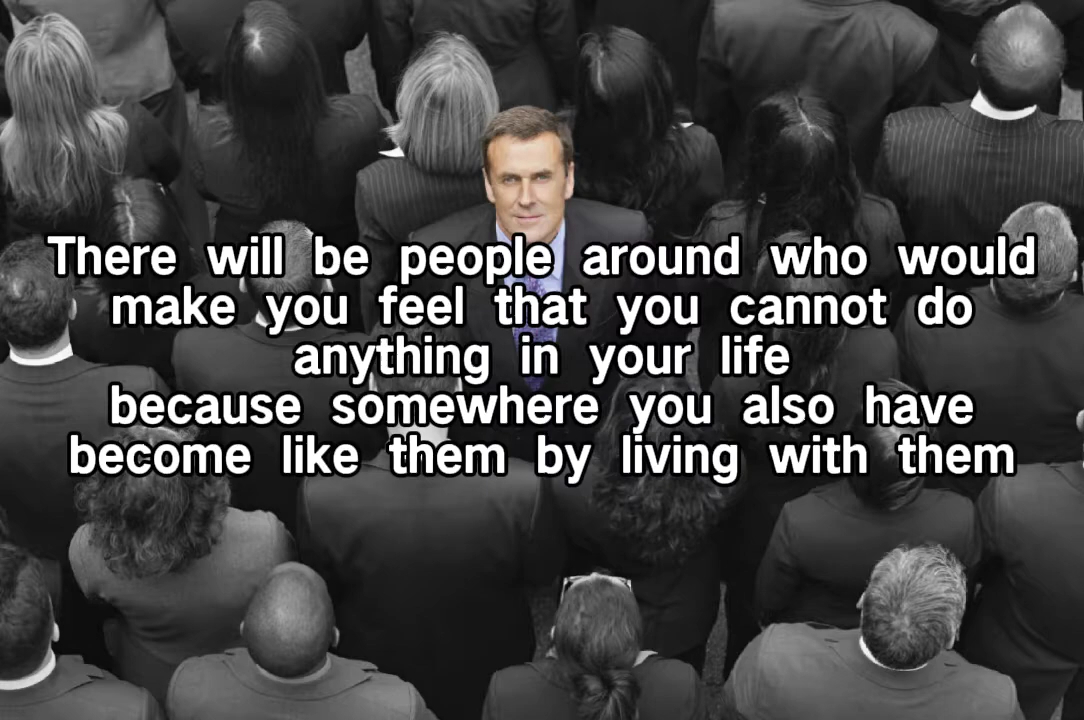 There will be people around who would
make you feel that you cannot do
anything in your life
because somewhere you also have
become like them by living with them